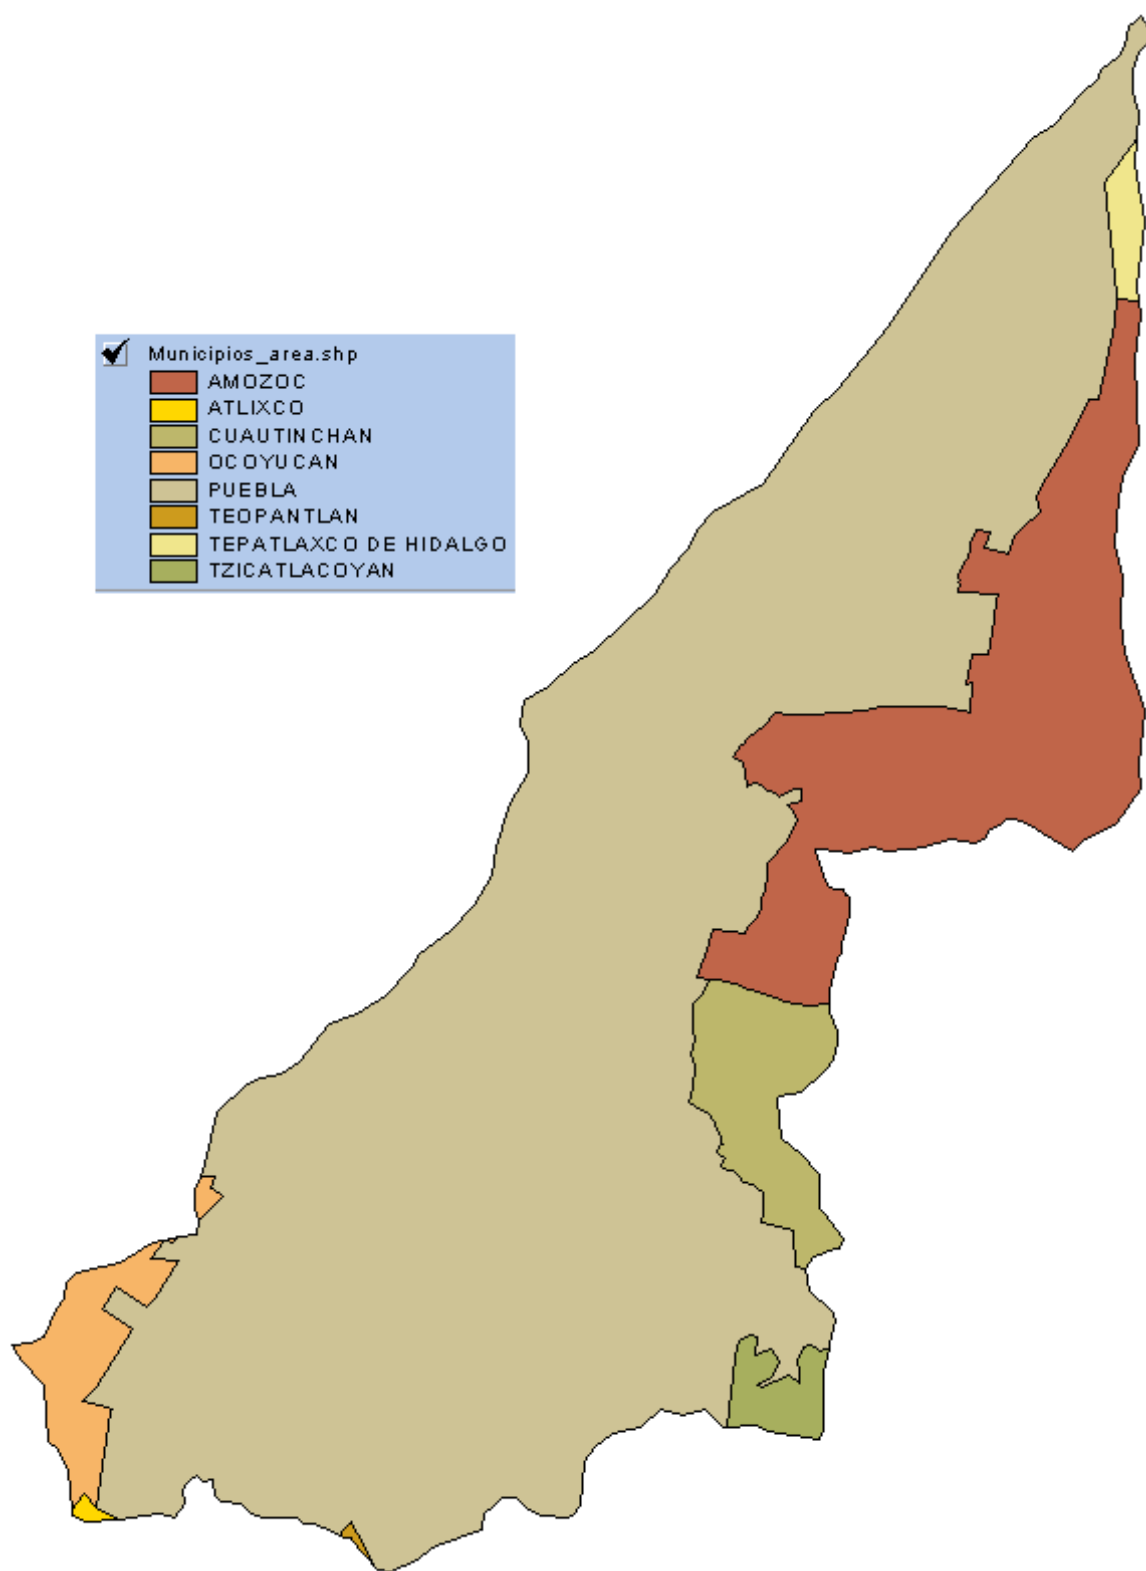 Municipios_area.shp
AMOZOC
ATLIXCO
CUAUTINCHAN
OCOYUCAN
PUEBLA
TEOPANTLAN
TEPATLAXCO DE HIDALGO
TZICATLACOYAN